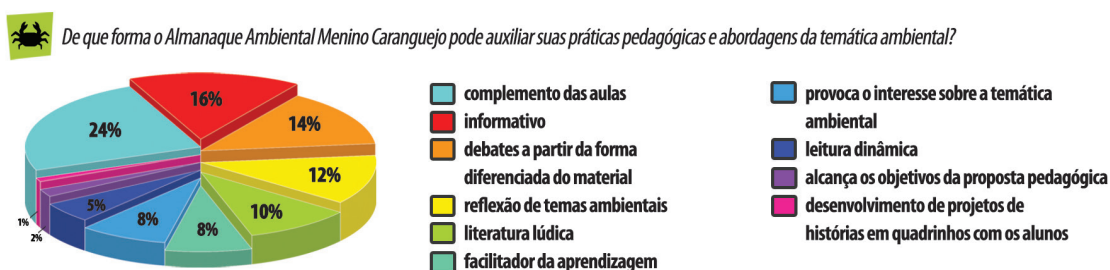 De que forma o Almanaque Ambiental Menino Caranguejo pode auxiliar suas práticas pedagógicas e abordagens da temática ambiental?
16%
24%
14%
12%
10%
8%
8%
5%
2%
1%
complemento das aulas
informativo
debates a partir da forma
diferenciada do material
reflexão de temas ambientais
literatura lúdica
facilitador da aprendizagem
provoca o interesse sobre a temática
ambiental
leitura dinâmica
alcança os objetivos da proposta pedagógica
desenvolvimento de projetos de
histórias em quadrinhos com os alunos